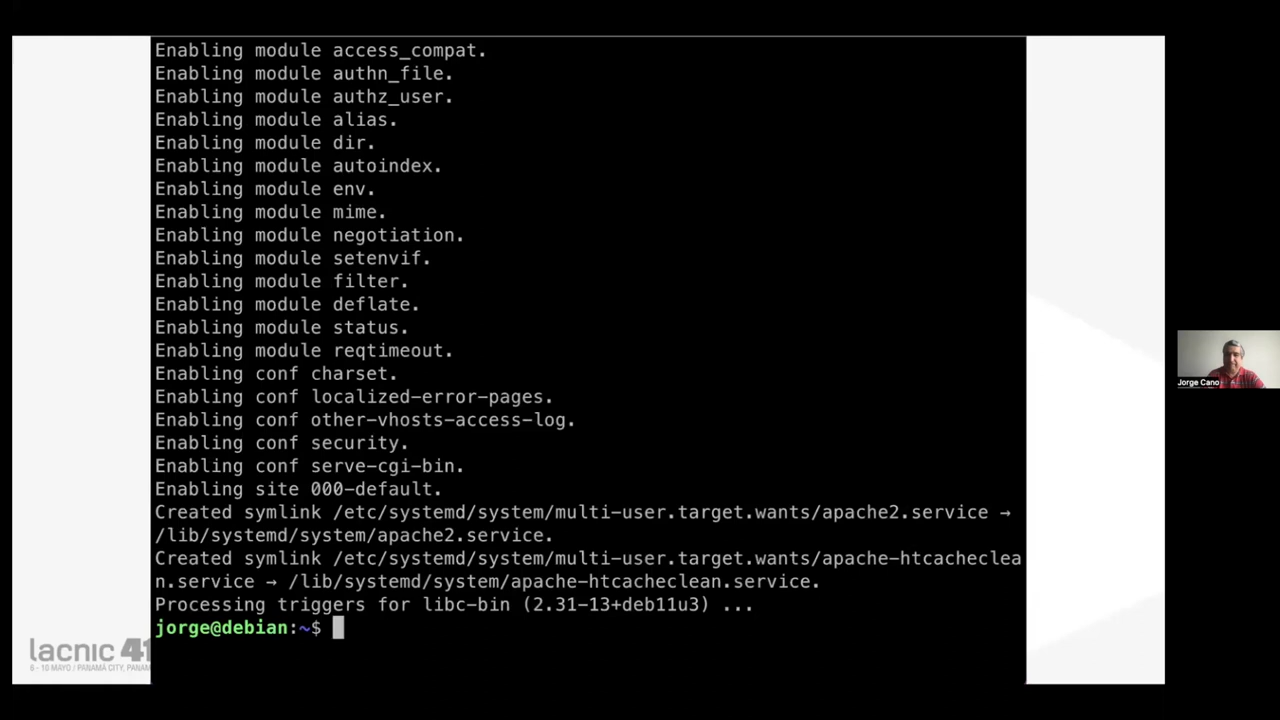 Enabling module access_compat.
Enabling module authn_file.
Enabling module authz_user.
Enabling module alias.
Enabling module dir.
Enabling module autoindex.
Enabling module env.
Enabling module mime.
Enabling module negotiation.
Enabling module setenvif.
Enabling module filter.
Enabling module deflate.
Enabling module status.
Enabling module reqtimeout.
Enabling conf charset.
Enabling conf localized-error-pages.
Enabling conf other-vhosts-access-log.
Enabling conf security.
Enabling conf serve-cgi-bin.
Enabling site 000-default.
Created symlink /etc/systemd/system/multi-user.target.wants/apache2.service →
/lib/systemd/system/apache2.service.
Created symlink /etc/systemd/system/multi-user.target.wants/apache-htcacheclea
n.service → /lib/systemd/system/apache-htcacheclean.service.
Processing triggers for libc-bin (2.31-13+deb11u3) ...
jorge@debian:~$
lacnic 41
6 - 10 MAYO / PANAMÁ CITY, PANAM
Jorge Cano